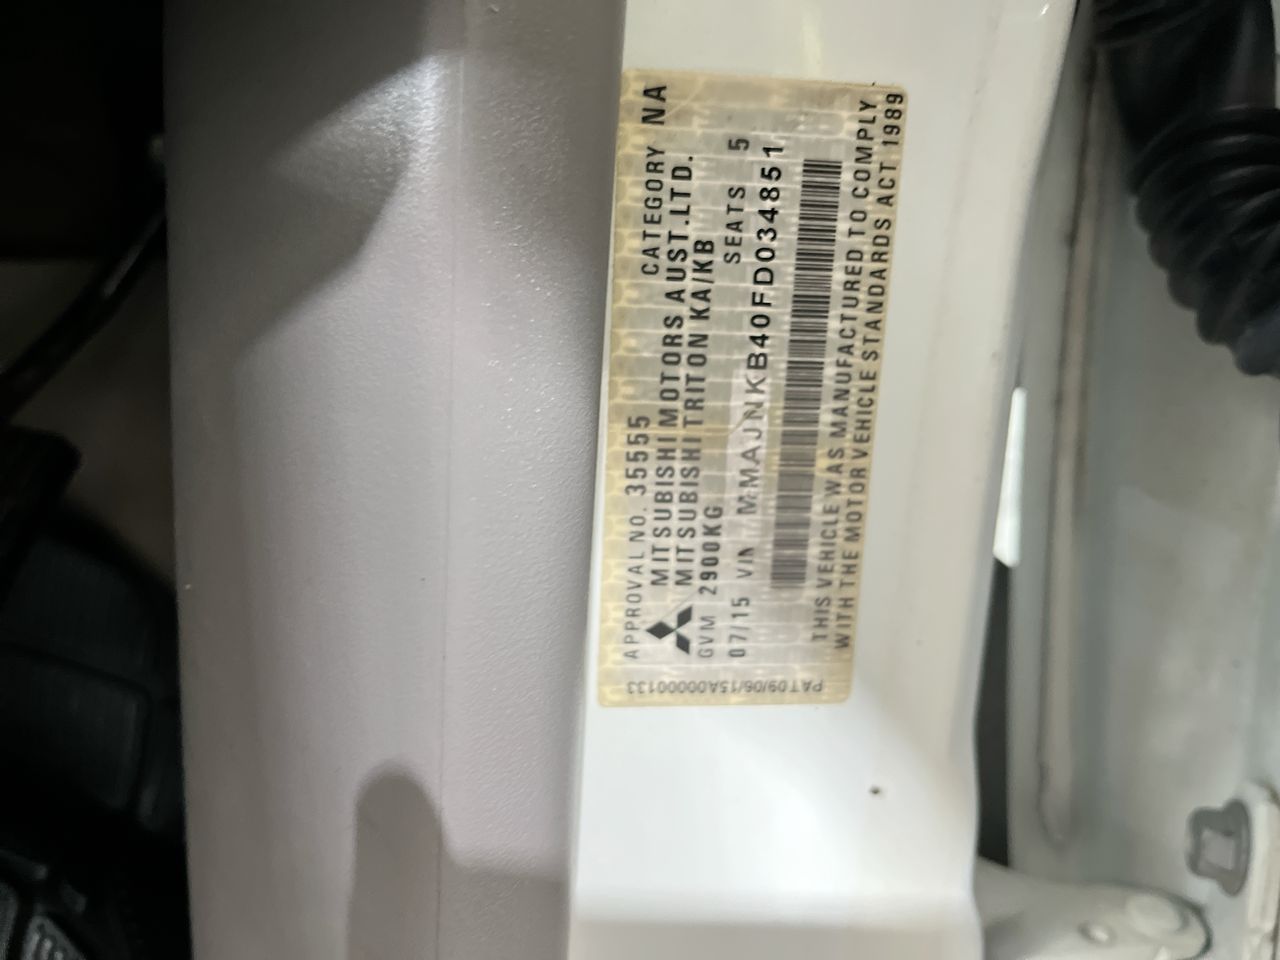 APPROVAL NO. 35555 CATEGORY NA
MITSUBISHI MOTORS AUST.LTD.
MITSUBISHI TRITON KA/KB
GVM 2900KG
07/15 VIN MMAJNKB40FD034851 SEATS 5
THIS VEHICLE WAS MANUFACTURED TO COMPLY
WITH THE MOTOR VEHICLE STANDARDS ACT 1989
PAT09/06/15A00000133